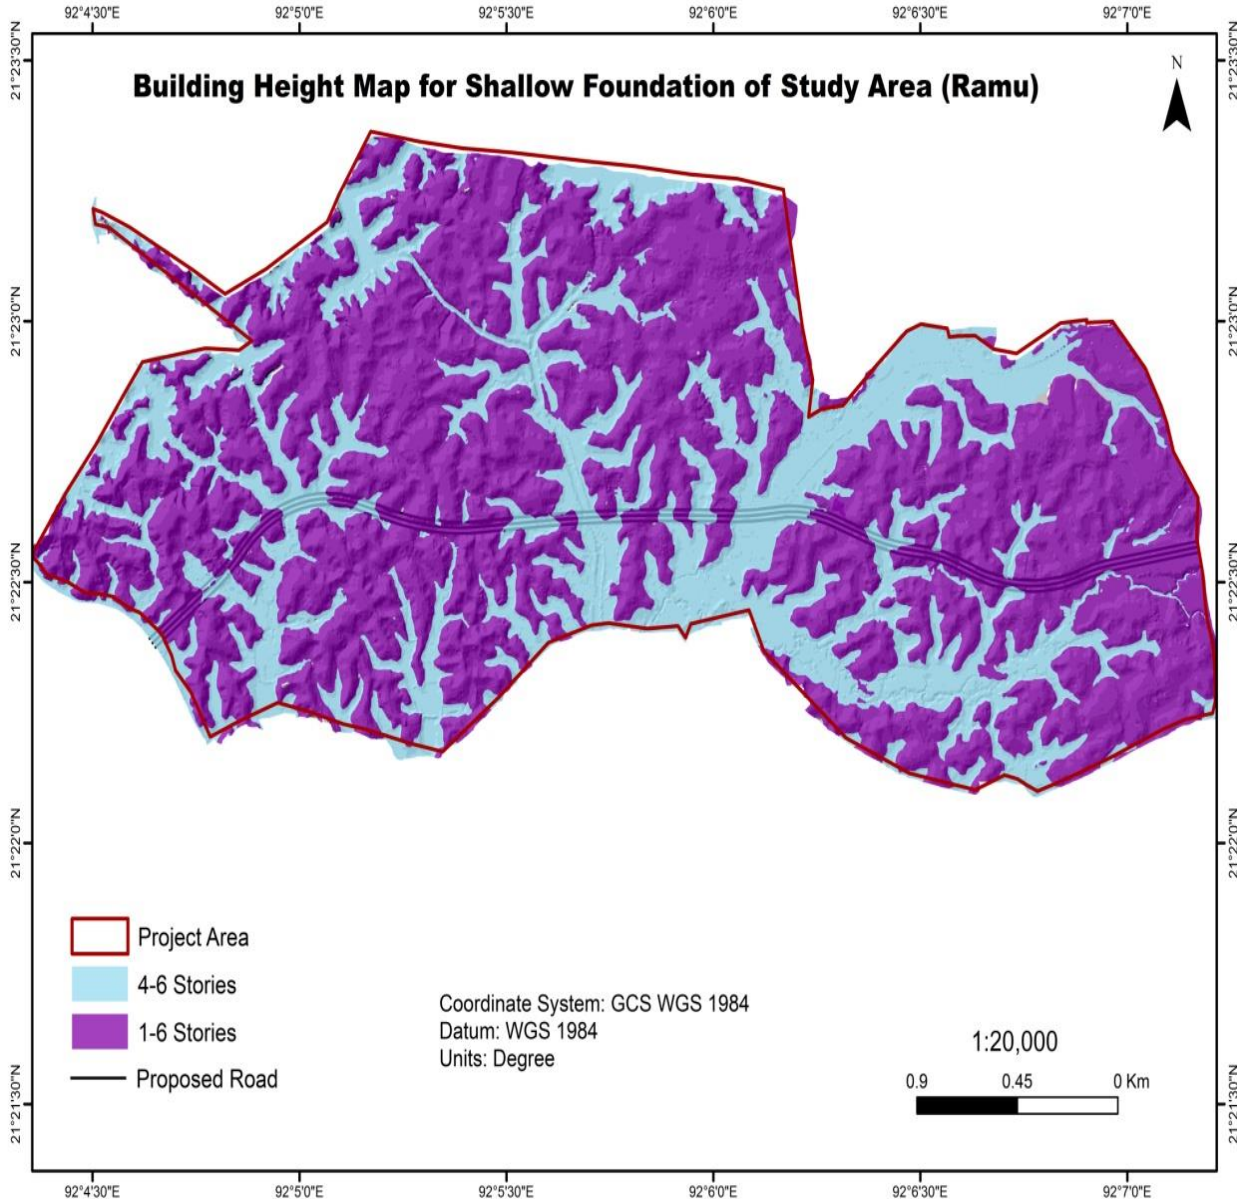 92°4'30"E 92°5'0"E 92°5'30"E 92°6'0"E 92°6'30"E 92°7'0"E
21°23'30"N 21°23'30"N
Building Height Map for Shallow Foundation of Study Area (Ramu)
N
21°23'0"N 21°23'0"N
21°22'30"N 21°22'30"N
21°22'0"N 21°22'0"N
Project Area
4-6 Stories
1-6 Stories
Proposed Road
Coordinate System: GCS WGS 1984
Datum: WGS 1984
Units: Degree
1:20,000
0.9 0.45 0 Km
21°21'30"N 21°21'30"N
92°4'30"E 92°5'0"E 92°5'30"E 92°6'0"E 92°6'30"E 92°7'0"E